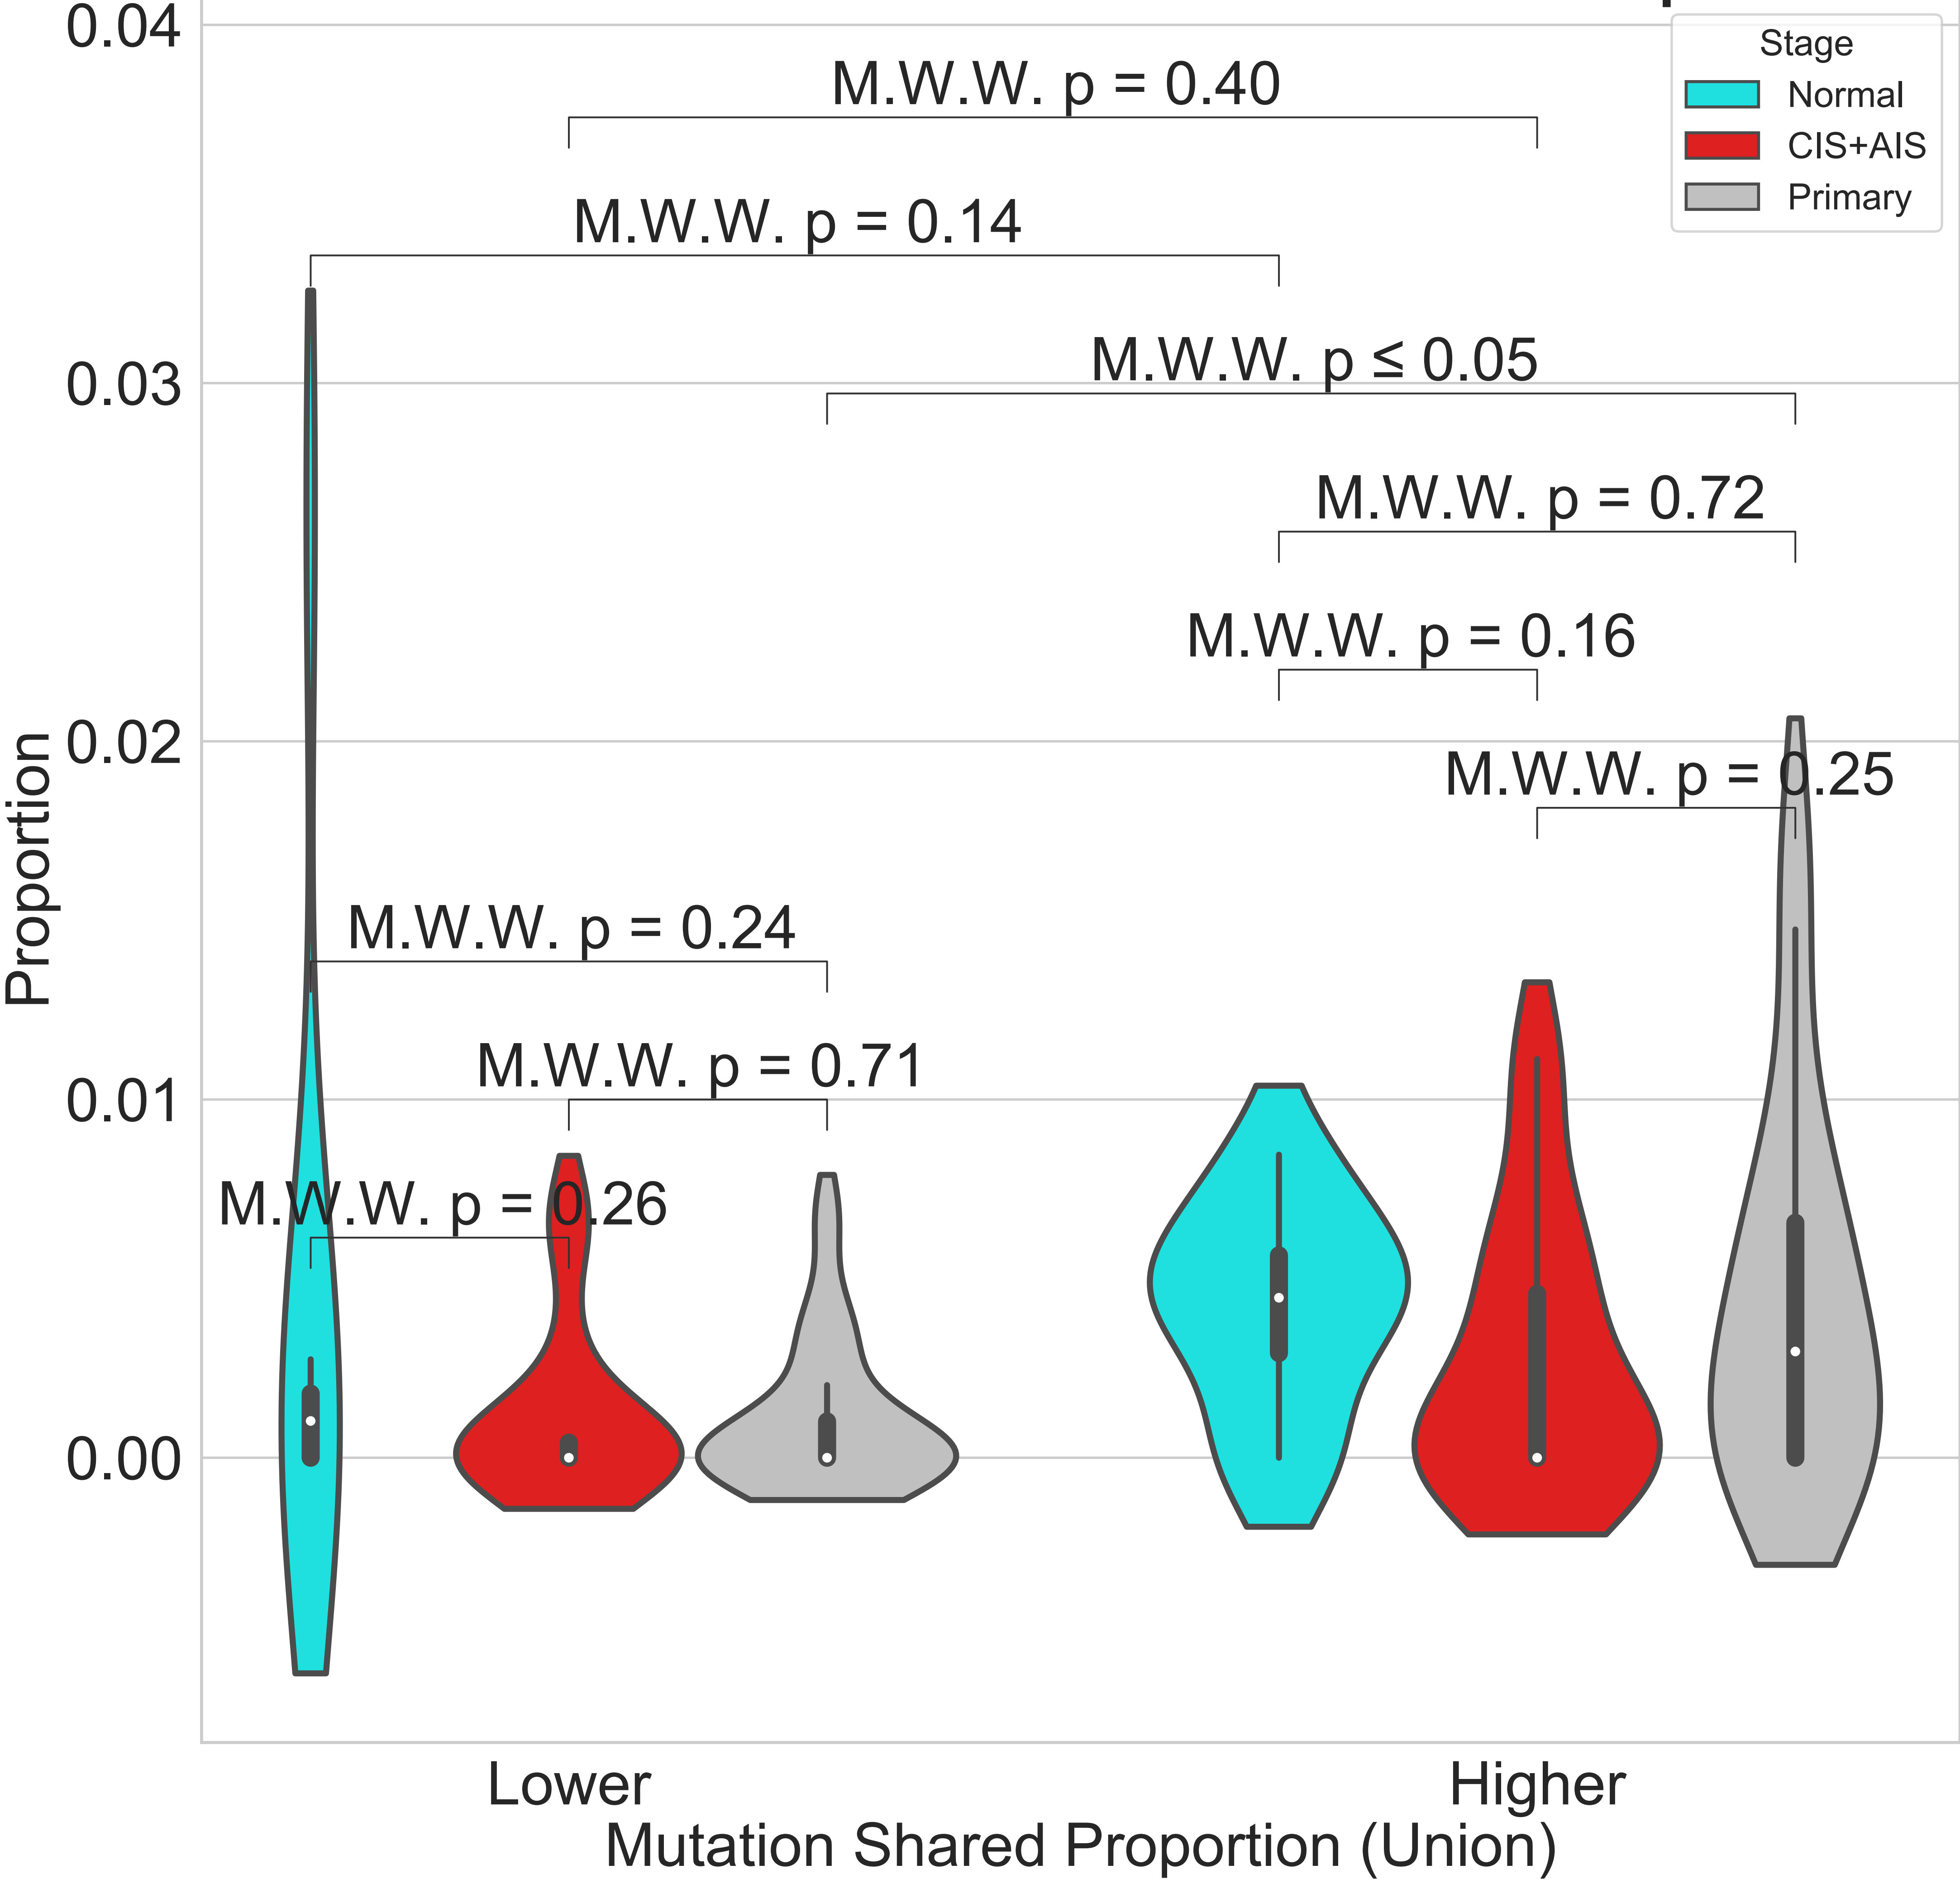 0.04
M.W.W. p = 0.40
Stage
Normal
CIS+AIS
Primary
M.W.W. p = 0.14
M.W.W. p ≤ 0.05
0.03
M.W.W. p = 0.72
M.W.W. p = 0.16
0.02
M.W.W. p = 0.25
Proportion
M.W.W. p = 0.24
M.W.W. p = 0.71
0.01
M.W.W. p = 0.26
0.00
Lower
Higher
Mutation Shared Proportion (Union)